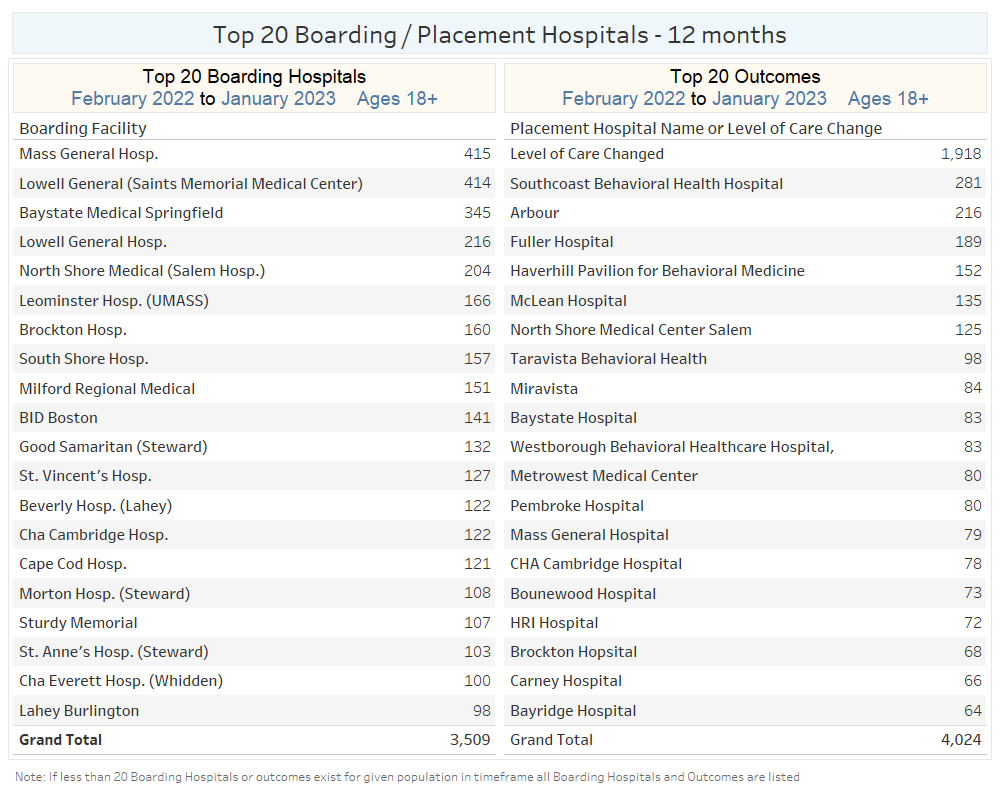 Top 20 Boarding / Placement Hospitals - 12 months
Top 20 Boarding Hospitals
February 2022 to January 2023 Ages 18+
Boarding Facility
Mass General Hosp. 415
Lowell General (Saints Memorial Medical Center) 414
Baystate Medical Springfield 345
Lowell General Hosp. 216
North Shore Medical (Salem Hosp.) 204
Leominster Hosp. (UMASS) 166
Brockton Hosp. 160
South Shore Hosp. 157
Milford Regional Medical 151
BID Boston 141
Good Samaritan (Steward) 132
St. Vincent's Hosp. 127
Beverly Hosp. (Lahey) 122
Cha Cambridge Hosp. 122
Cape Cod Hosp. 121
Morton Hosp. (Steward) 108
Sturdy Memorial 107
St. Anne's Hosp. (Steward) 103
Cha Everett Hosp. (Whidden) 100
Lahey Burlington 98
Grand Total 3,509
Top 20 Outcomes
February 2022 to January 2023 Ages 18+
Placement Hospital Name or Level of Care Change
Level of Care Changed 1,918
Southcoast Behavioral Health Hospital 281
Arbour 216
Fuller Hospital 189
Haverhill Pavilion for Behavioral Medicine 152
McLean Hospital 135
North Shore Medical Center Salem 125
Taravista Behavioral Health 98
Miravista 84
Baystate Hospital 83
Westborough Behavioral Healthcare Hospital, 83
Metrowest Medical Center 80
Pembroke Hospital 80
Mass General Hospital 79
CHA Cambridge Hospital 78
Bounewood Hospital 73
HRI Hospital 72
Brockton Hopsital 68
Carney Hospital 66
Bayridge Hospital 64
Grand Total 4,024
Note: If less than 20 Boarding Hospitals or outcomes exist for given population in timeframe all Boarding Hospitals and Outcomes are listed